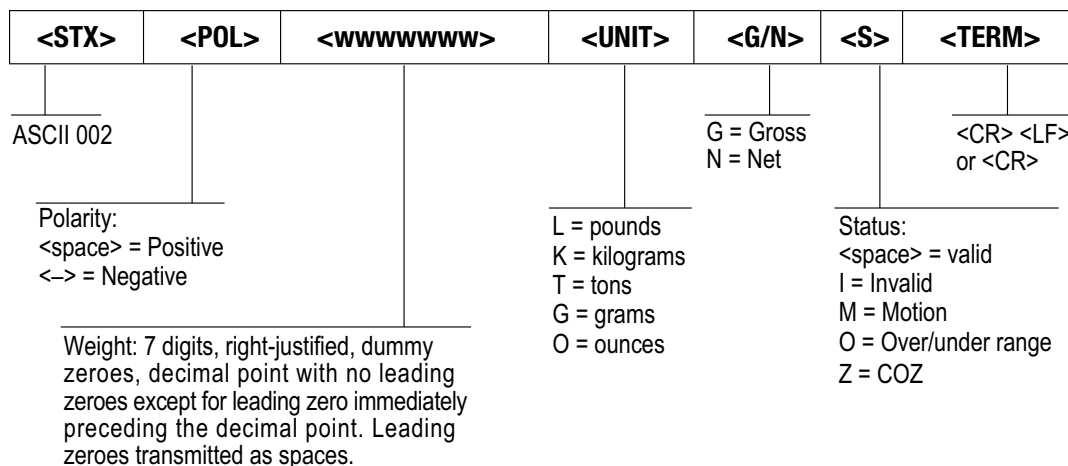 <STX> <POL> <wwwwwww> <UNIT> <G/N> <S> <TERM>
ASCII 002
G = Gross
N = Net
<CR> <LF>
or <CR>
Polarity:
<space> = Positive
<–> = Negative
L = pounds
K = kilograms
T = tons
G = grams
O = ounces
Status:
<space> = valid
I = Invalid
M = Motion
O = Over/under range
Z = COZ
Weight: 7 digits, right-justified, dummy
zeroes, decimal point with no leading
zeroes except for leading zero immediately
preceding the decimal point. Leading
zeroes transmitted as spaces.